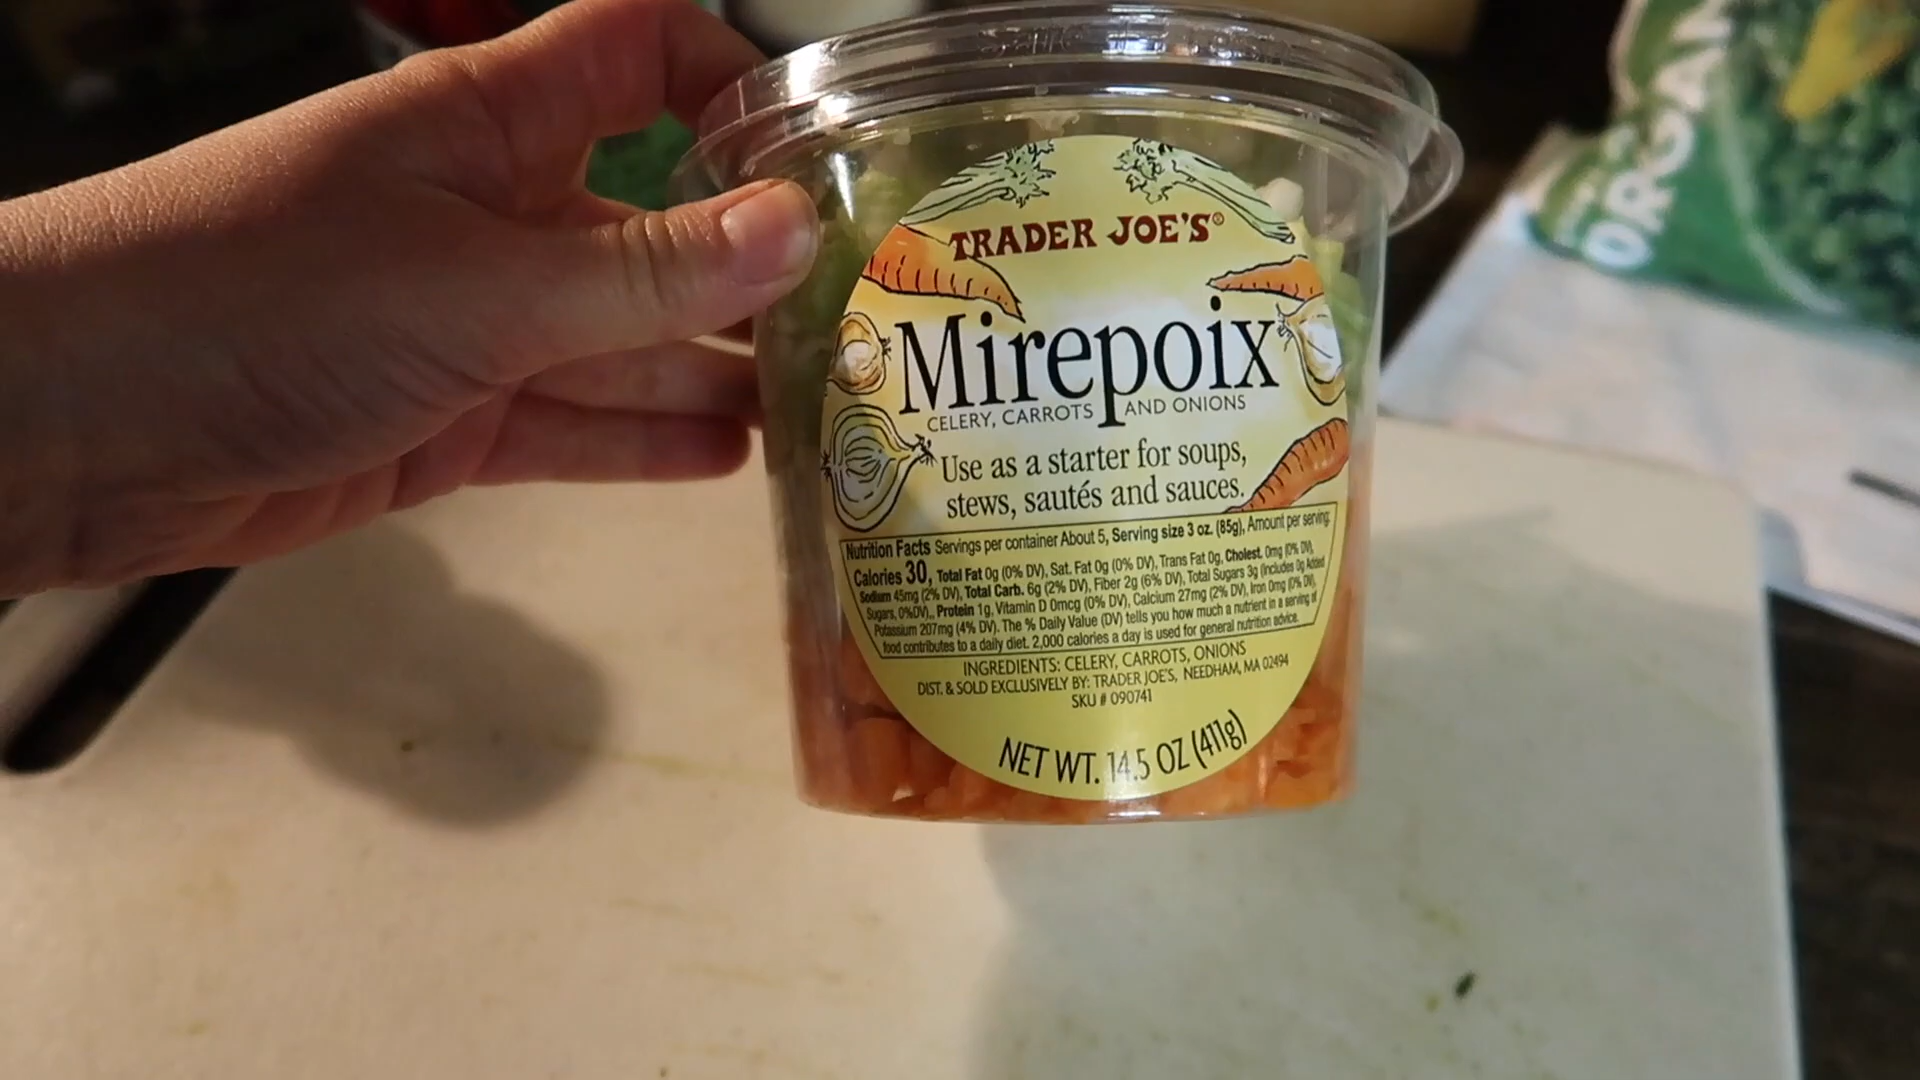 TRADER JOE'S®
Mirepoix
CELERY, CARROTS AND ONIONS
Use as a starter for soups,
stews, sautés and sauces.
Nutrition Facts Servings per container About 5, Serving size 3 oz. (85g), Amount per serving:
Calories 30, Total Fat 0g (0% DV), Sat. Fat 0g (0% DV), Trans Fat 0g, Cholest. 0mg (0% DV),
Sodium 45mg (2% DV), Total Carb. 6g (2% DV), Fiber 2g (6% DV), Total Sugars 3g (Includes 0g Added
Sugars, 0%DV),, Protein 1g, Vitamin D 0mcg (0% DV), Calcium 27mg (2% DV), Iron 0mg (0% DV),
Potassium 207mg (4% DV). The % Daily Value (DV) tells you how much a nutrient in a serving of
food contributes to a daily diet. 2,000 calories a day is used for general nutrition advice.
INGREDIENTS: CELERY, CARROTS, ONIONS
DIST. & SOLD EXCLUSIVELY BY: TRADER JOE'S, NEEDHAM, MA 02494
SKU # 090741
NET WT. 14.5 OZ (411g)
ORGA